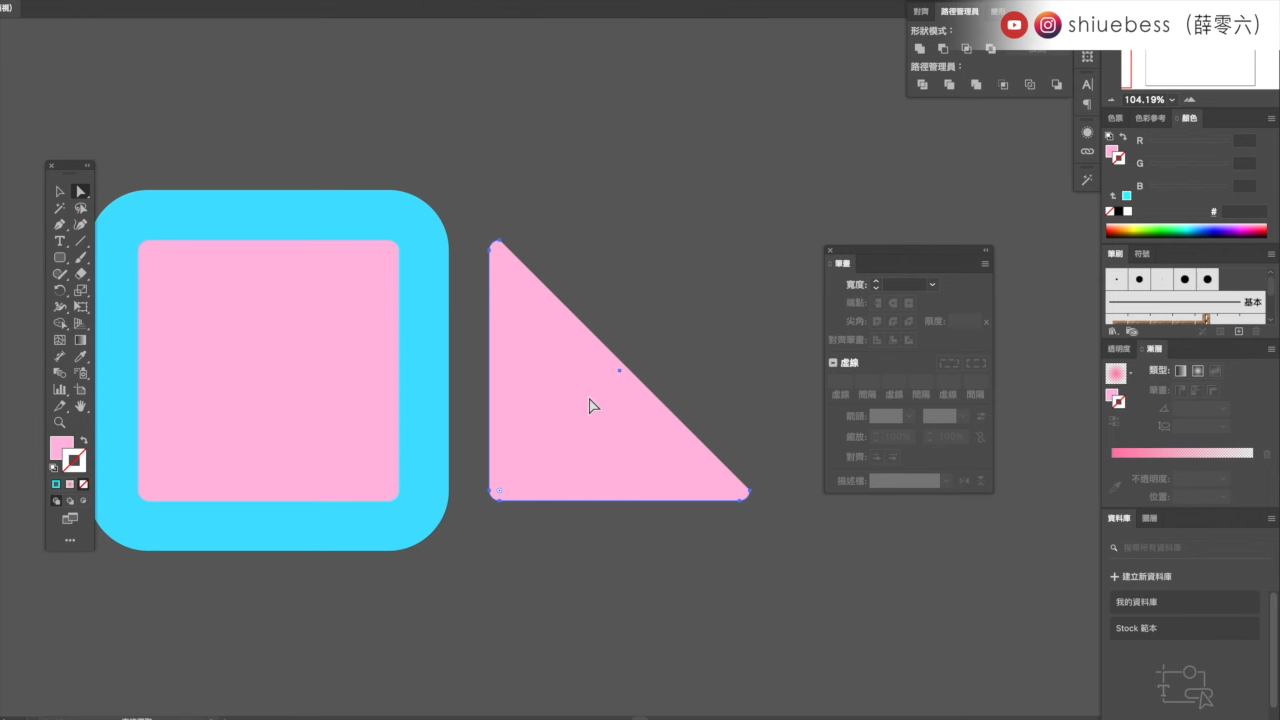 對齊 路徑管理員
shiuebess（薛零六）
形狀模式：
路徑管理員：
104.19%
色票 色彩參考 顏色
R
G
B
#
筆刷 符號
基本
透明度 漸層
類型：
筆畫：
不透明度：
位置：
資料庫 圖層
搜尋所有資料庫
建立新資料庫
我的資料庫
Stock 範本
筆畫
寬度：
端點：
尖角： 限度： x
對齊筆畫：
虛線
虛線 間隔 虛線 間隔 虛線 間隔
箭頭：
縮放： 100% 100%
對齊：
描述檔：